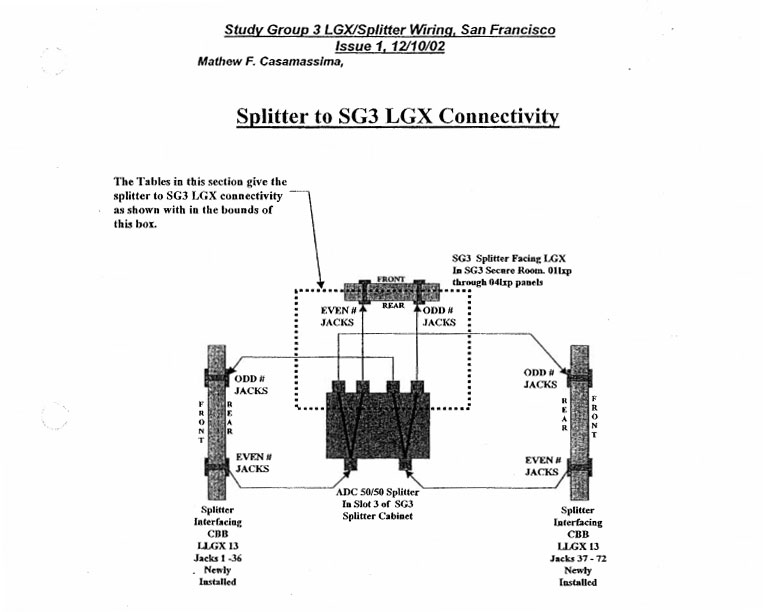 Study Group 3 LGX/Splitter Wiring, San Francisco
Issue 1, 12/10/02
Mathew F. Casamassima,
Splitter to SG3 LGX Connectivity
The Tables in this section give the
splitter to SG3 LGX connectivity
as shown with in the bounds of
this box.
SG3 Splitter Facing LGX
In SG3 Secure Room. 01lxp
through 04lxp panels
FRONT
REAR
EVEN #
JACKS
ODD #
JACKS
ODD #
JACKS
FRONT
REAR
EVEN #
JACKS
ODD #
JACKS
REAR
FRONT
EVEN #
JACKS
ADC 50/50 Splitter
In Slot 3 of SG3
Splitter Cabinet
Splitter
Interfacing
CBB
LLGX 13
Jacks 1 -36
Newly
Installed
Splitter
Interfacing
CBB
LLGX 13
Jacks 37 - 72
Newly
Installed